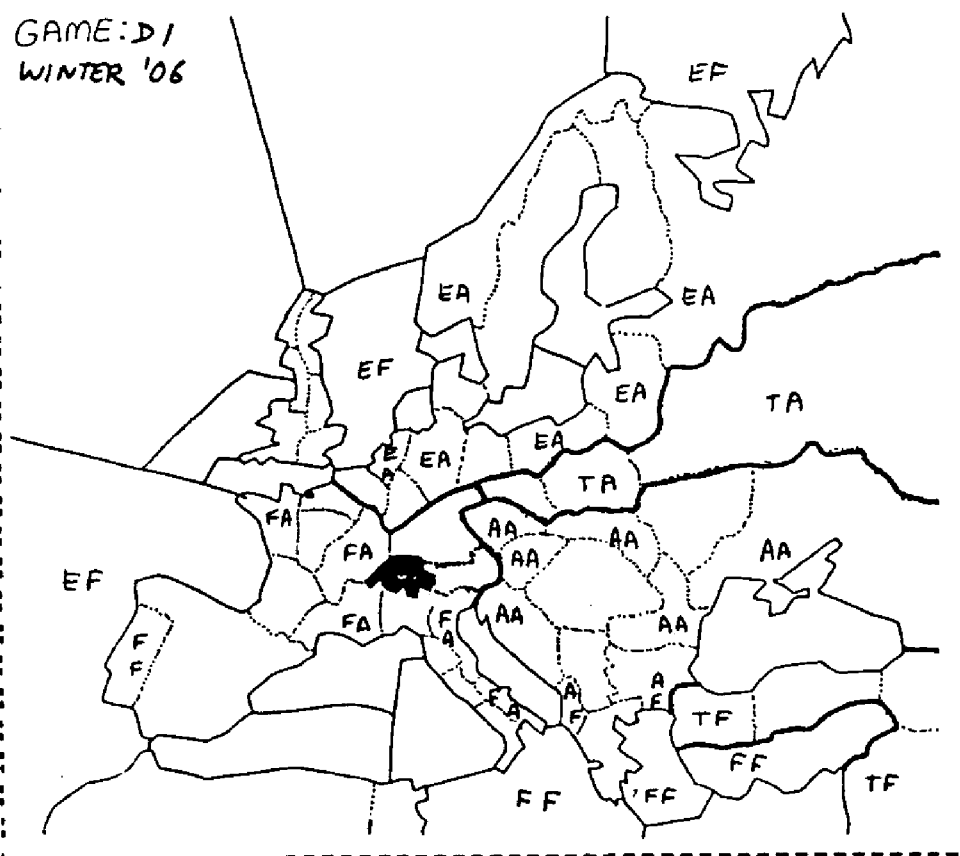 GAME: D1
WINTER '06
EF
EA
EA
EF
EA
TA
E A
EA
EA
TA
FA
AA
AA
FA
AA
AA
EF
FA
F A
AA
AA
F F
F A
A F
A F
TF
FF
FF
'FF
TF